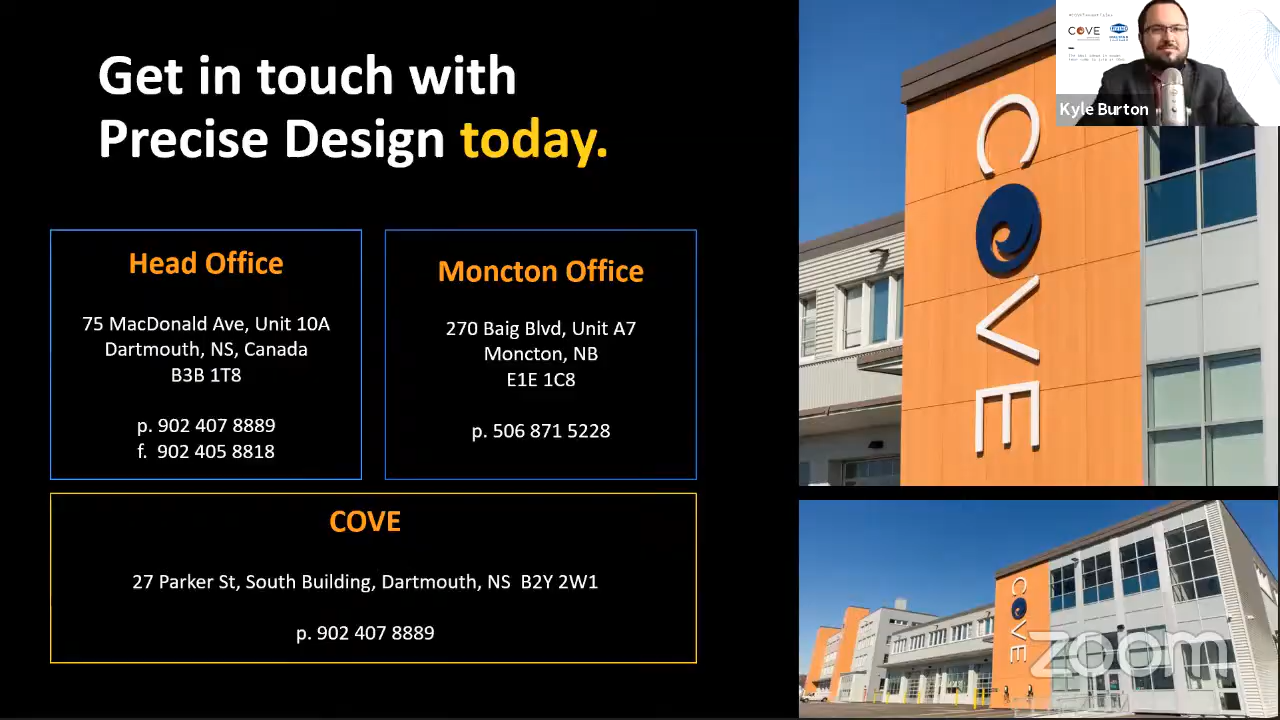 Get in touch with
Precise Design today.
Head Office
75 MacDonald Ave, Unit 10A
Dartmouth, NS, Canada
B3B 1T8
p. 902 407 8889
f. 902 405 8818
Moncton Office
270 Baig Blvd, Unit A7
Moncton, NB
E1E 1C8
p. 506 871 5228
COVE
27 Parker St, South Building, Dartmouth, NS B2Y 2W1
p. 902 407 8889
COVE
COVE
Kyle Burton
COVE
zoom